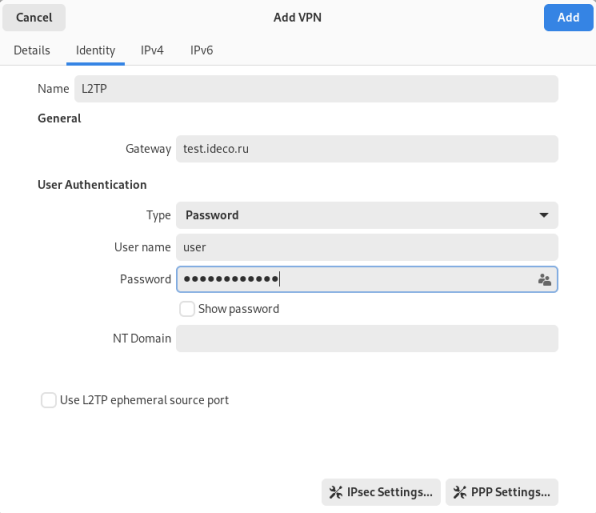 Cancel Add VPN Add
Details Identity IPv4 IPv6
Name L2TP
General
Gateway test.ideco.ru
User Authentication
Type Password
User name user
Password ●●●●●●●●●●●●
Show password
NT Domain
Use L2TP ephemeral source port
IPsec Settings... PPP Settings...